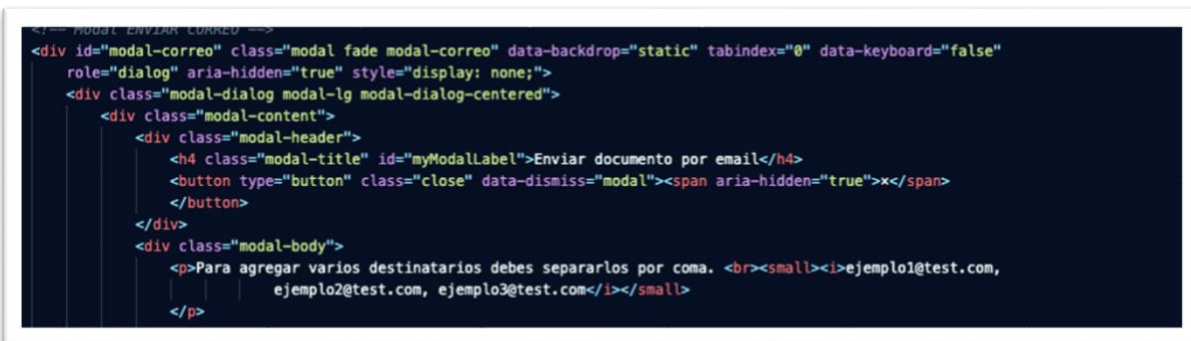 <!-- Modal ENVIAR CORREO -->
<div id="modal-correo" class="modal fade modal-correo" data-backdrop="static" tabindex="0" data-keyboard="false"
role="dialog" aria-hidden="true" style="display: none;">
<div class="modal-dialog modal-lg modal-dialog-centered">
<div class="modal-content">
<div class="modal-header">
<h4 class="modal-title" id="myModalLabel">Enviar documento por email</h4>
<button type="button" class="close" data-dismiss="modal"><span aria-hidden="true">×</span>
</button>
</div>
<div class="modal-body">
<p>Para agregar varios destinatarios debes separarlos por coma. <br><small><i>ejemplo1@test.com,
ejemplo2@test.com, ejemplo3@test.com</i></small>
</p>